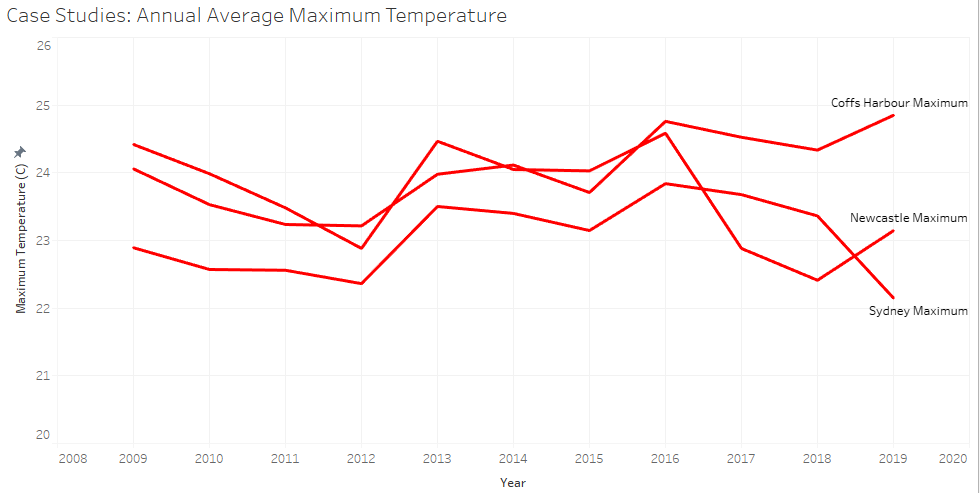 Case Studies: Annual Average Maximum Temperature
Maximum Temperature (C)
26
25
24
23
22
21
20
Coffs Harbour Maximum
Newcastle Maximum
Sydney Maximum
2008 2009 2010 2011 2012 2013 2014 2015 2016 2017 2018 2019 2020
Year